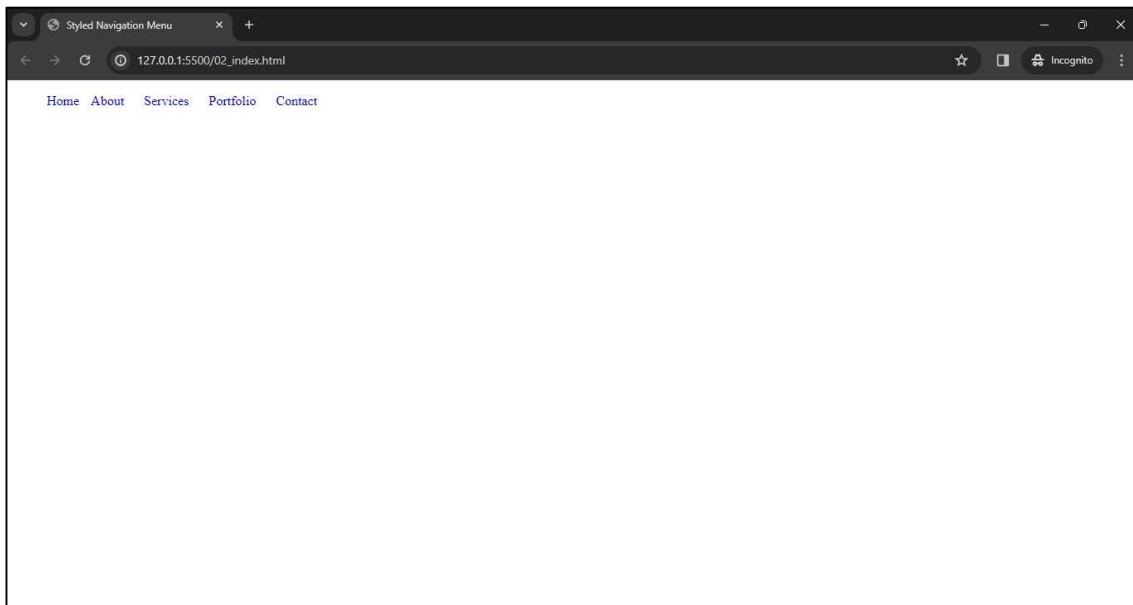 Styled Navigation Menu
127.0.0.1:5500/02_index.html
Incognito
Home About Services Portfolio Contact